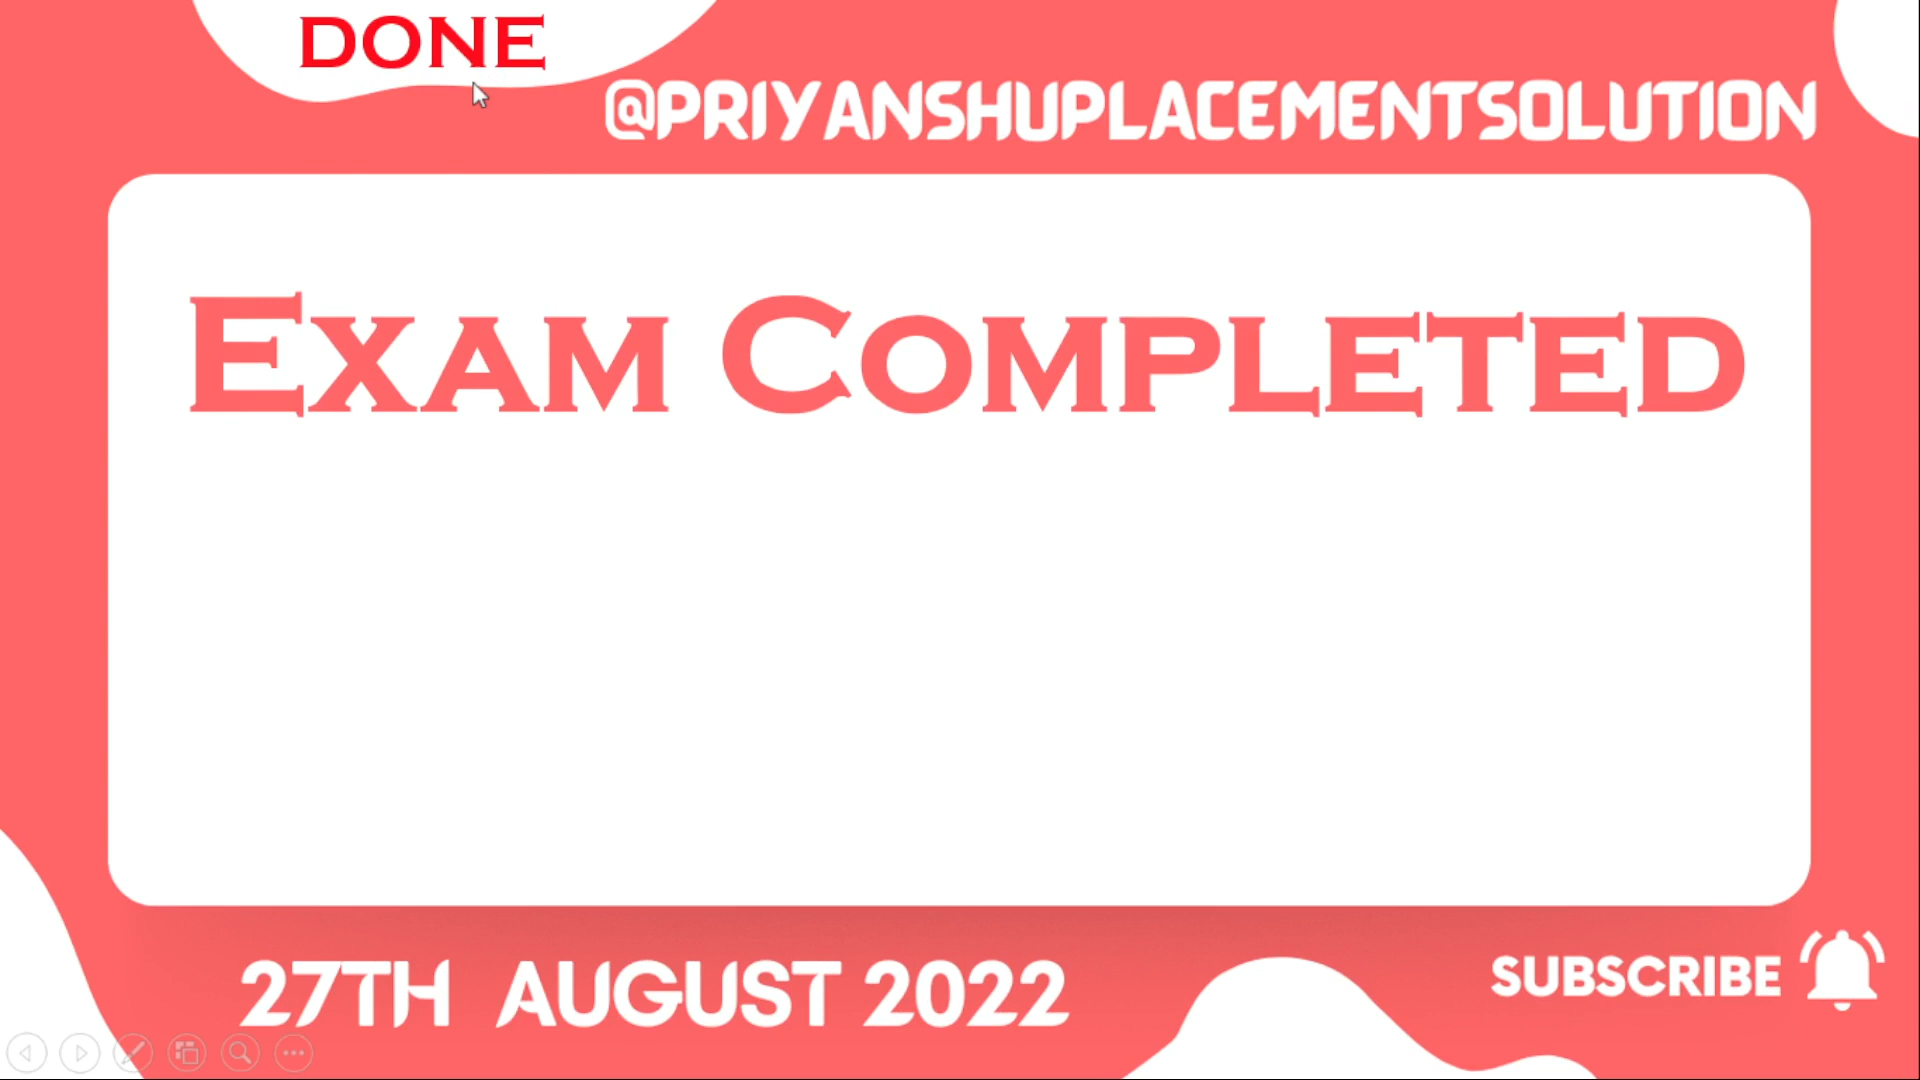 DONE
@PRIYANSHUPLACEMENTSOLUTION
EXAM COMPLETED
27TH AUGUST 2022
SUBSCRIBE